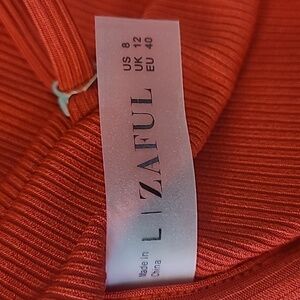 US 8
UK 12
EU 40
L | ZAFUL
Made in
China